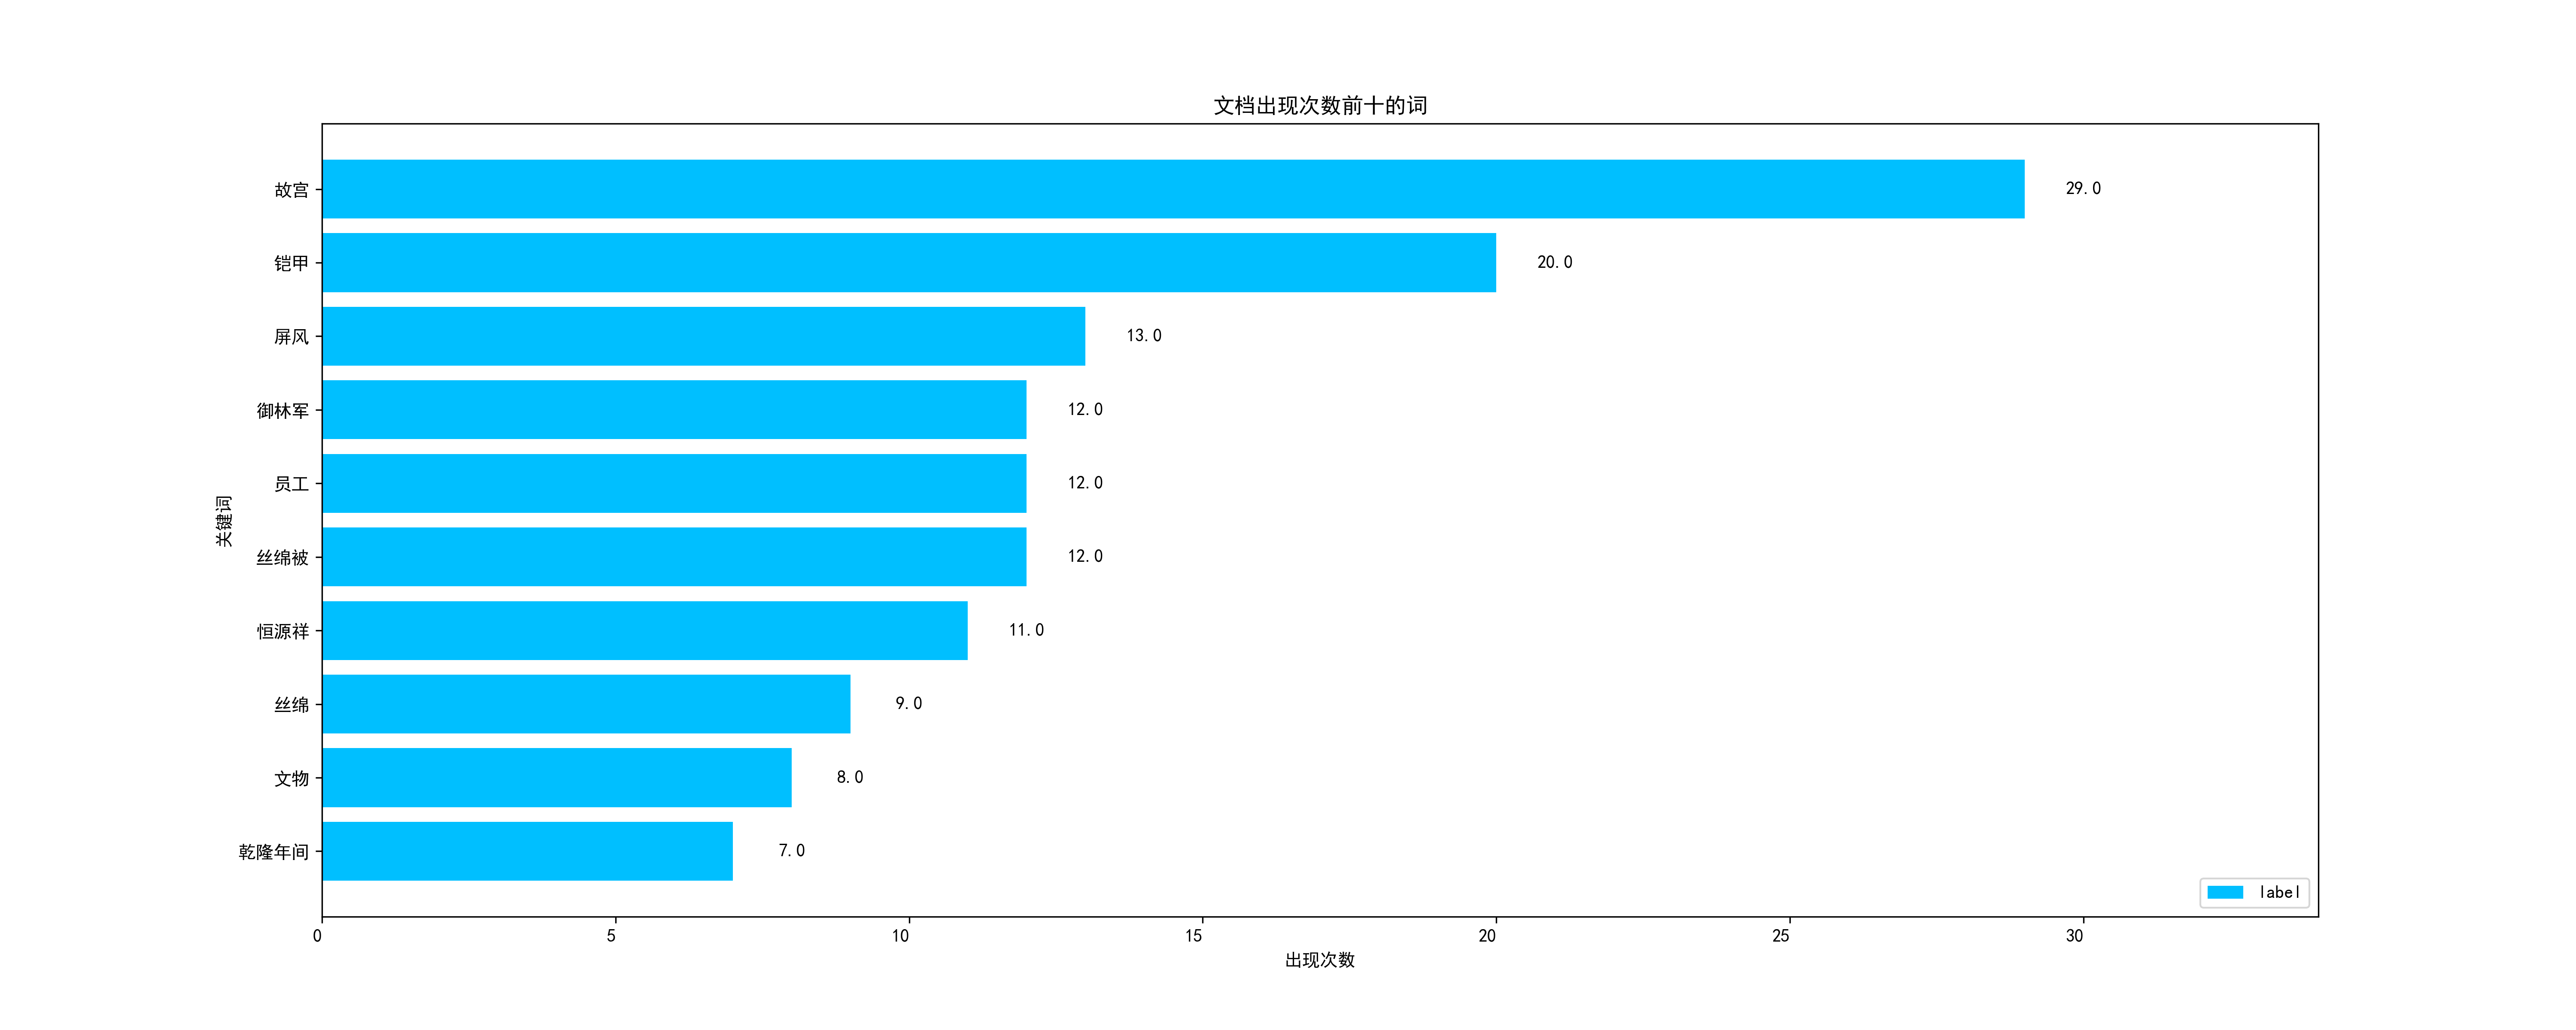 文档出现次数前十的词
故宫 29.0
铠甲 20.0
屏风 13.0
御林军 12.0
员工 12.0
丝绵被 12.0
恒源祥 11.0
丝绵 9.0
文物 8.0
乾隆年间 7.0
关键词
label
0 5 10 15 20 25 30
出现次数